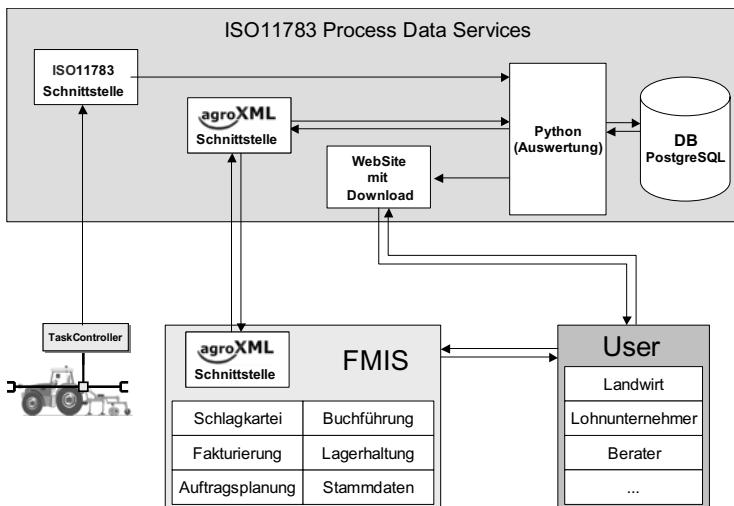 ISO11783 Process Data Services
ISO11783
Schnittstelle
agroXML
Schnittstelle
WebSite
mit
Download
Python
(Auswertung)
DB
PostgreSQL
TaskController
agroXML
Schnittstelle
FMIS
Schlagkartei
Buchführung
Fakturierung
Lagerhaltung
Auftragsplanung
Stammdaten
User
Landwirt
Lohnunternehmer
Berater
...